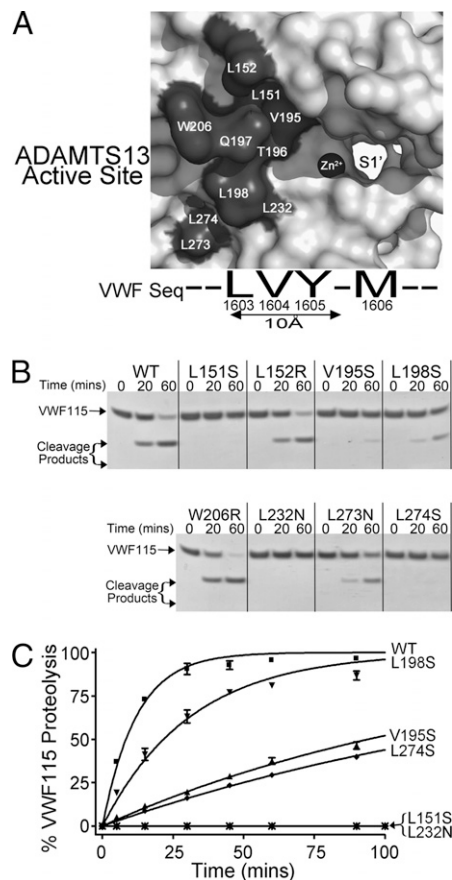 A
L152
L151
V195
W206
Q197
T196
Zn²⁺
S1'
ADAMTS13
Active Site
L198
L232
L274
L273
VWF Seq --LVY-M--
1603 1604 1605 1606
10Å
B
WT L151S L152R V195S L198S
Time (mins) 0 20 60 0 20 60 0 20 60 0 20 60 0 20 60
VWF115
Cleavage
Products
W206R L232N L273N L274S
Time (mins) 0 20 60 0 20 60 0 20 60 0 20 60
VWF115
Cleavage
Products
C
% VWF115 Proteolysis
100
75
50
25
0
WT
L198S
V195S
L274S
L151S
L232N
0 25 50 75 100
Time (mins)